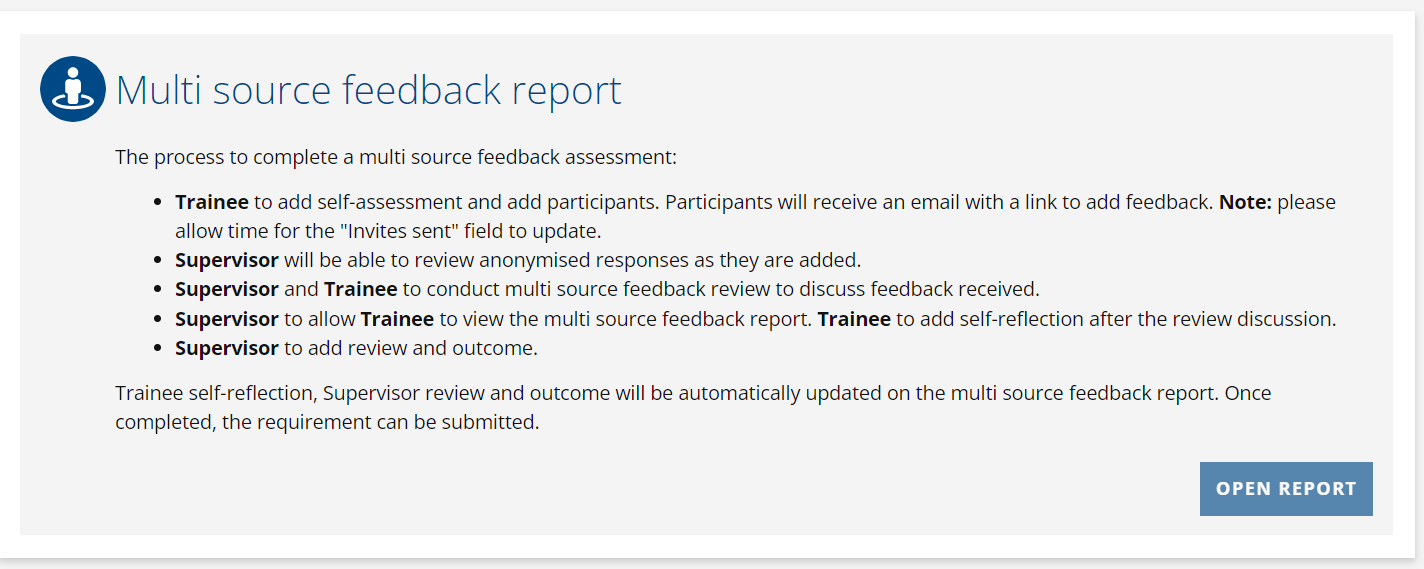 Multi source feedback report
The process to complete a multi source feedback assessment:
• Trainee to add self-assessment and add participants. Participants will receive an email with a link to add feedback. Note: please
allow time for the "Invites sent" field to update.
• Supervisor will be able to review anonymised responses as they are added.
• Supervisor and Trainee to conduct multi source feedback review to discuss feedback received.
• Supervisor to allow Trainee to view the multi source feedback report. Trainee to add self-reflection after the review discussion.
• Supervisor to add review and outcome.
Trainee self-reflection, Supervisor review and outcome will be automatically updated on the multi source feedback report. Once
completed, the requirement can be submitted.
OPEN REPORT